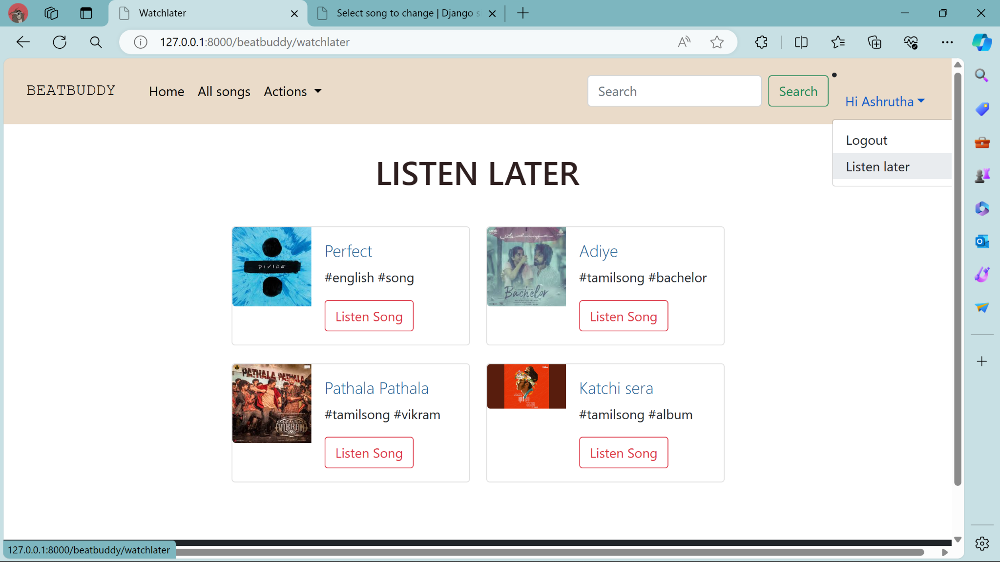 Watchlater
Select song to change | Django s
127.0.0.1:8000/beatbuddy/watchlater
BEATBUDDY
Home
All songs
Actions
Search
Search
Hi Ashrutha
Logout
Listen later
LISTEN LATER
DIVIDE
Perfect
#english #song
Listen Song
Adiye
Bachelor
Adiye
#tamilsong #bachelor
Listen Song
PATHALA PATHALA
VIKRAM
Pathala Pathala
#tamilsong #vikram
Listen Song
KATCHI
SERA
Katchi sera
#tamilsong #album
Listen Song
127.0.0.1:8000/beatbuddy/watchlater